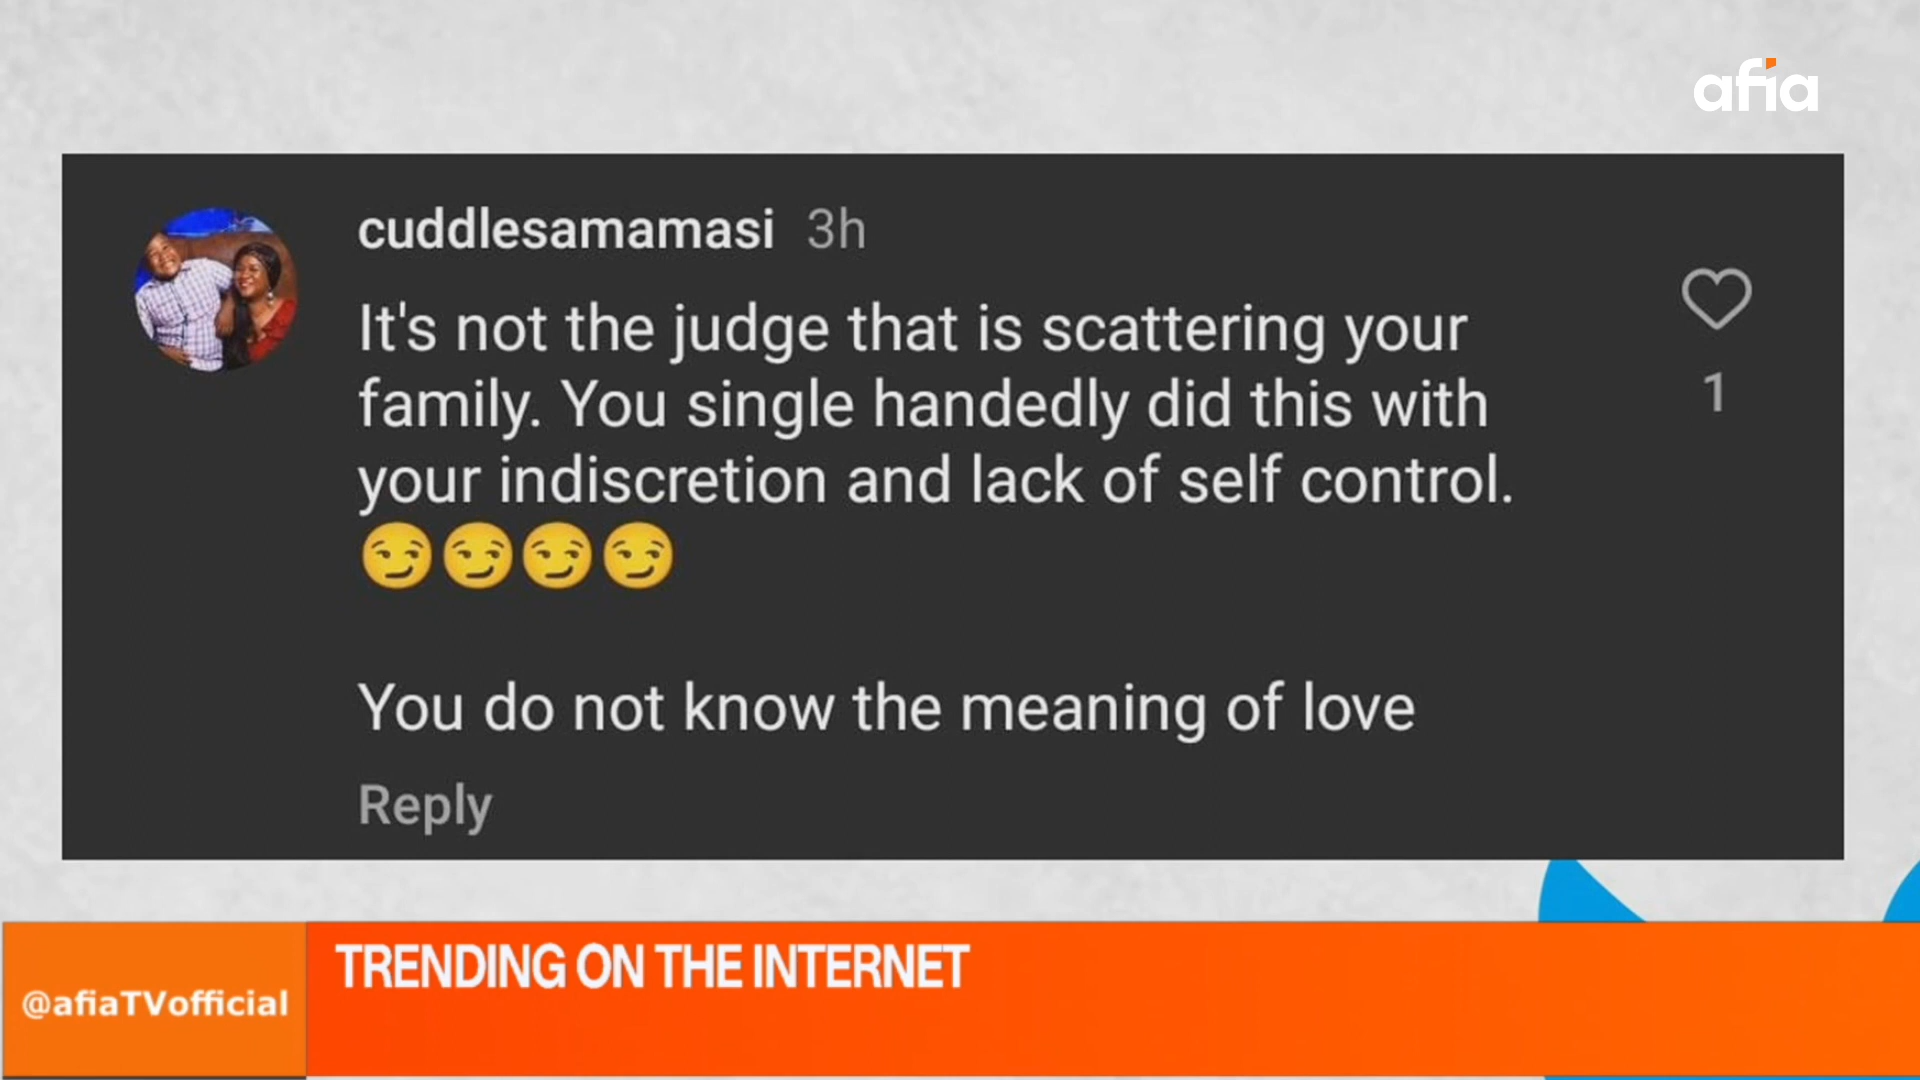 afia
cuddlesamamasi 3h
It's not the judge that is scattering your
family. You single handedly did this with
your indiscretion and lack of self control.
😏😏😏😏
1
You do not know the meaning of love
Reply
TRENDING ON THE INTERNET
@afiaTVofficial